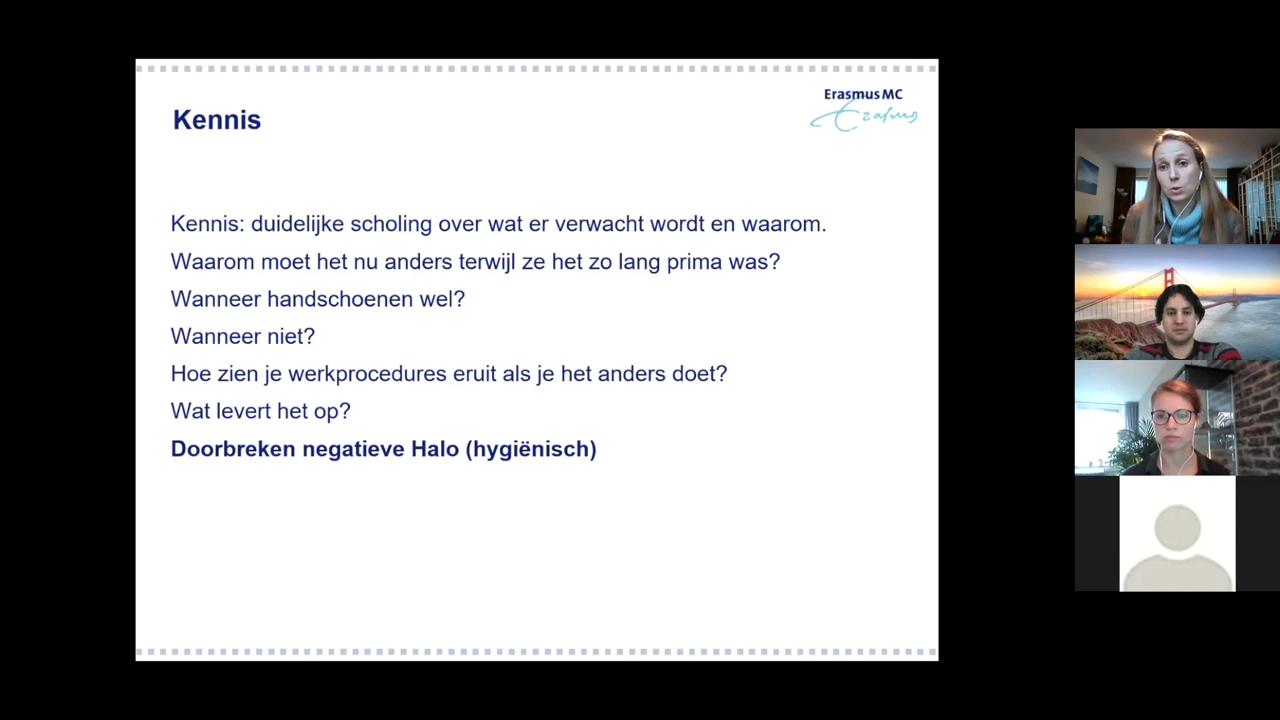 Erasmus MC
Erasmus
Kennis
Kennis: duidelijke scholing over wat er verwacht wordt en waarom.
Waarom moet het nu anders terwijl ze het zo lang prima was?
Wanneer handschoenen wel?
Wanneer niet?
Hoe zien je werkprocedures eruit als je het anders doet?
Wat levert het op?
Doorbreken negatieve Halo (hygiënisch)